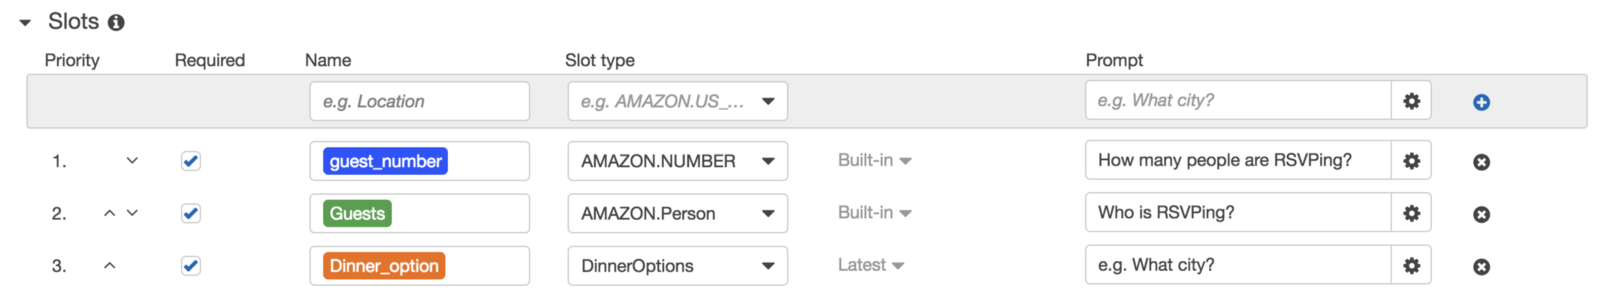 Slots
Priority Required Name Slot type Prompt
e.g. Location e.g. AMAZON.US_... e.g. What city?
1. guest_number AMAZON.NUMBER Built-in How many people are RSVPing?
2. Guests AMAZON.Person Built-in Who is RSVPing?
3. Dinner_option DinnerOptions Latest e.g. What city?